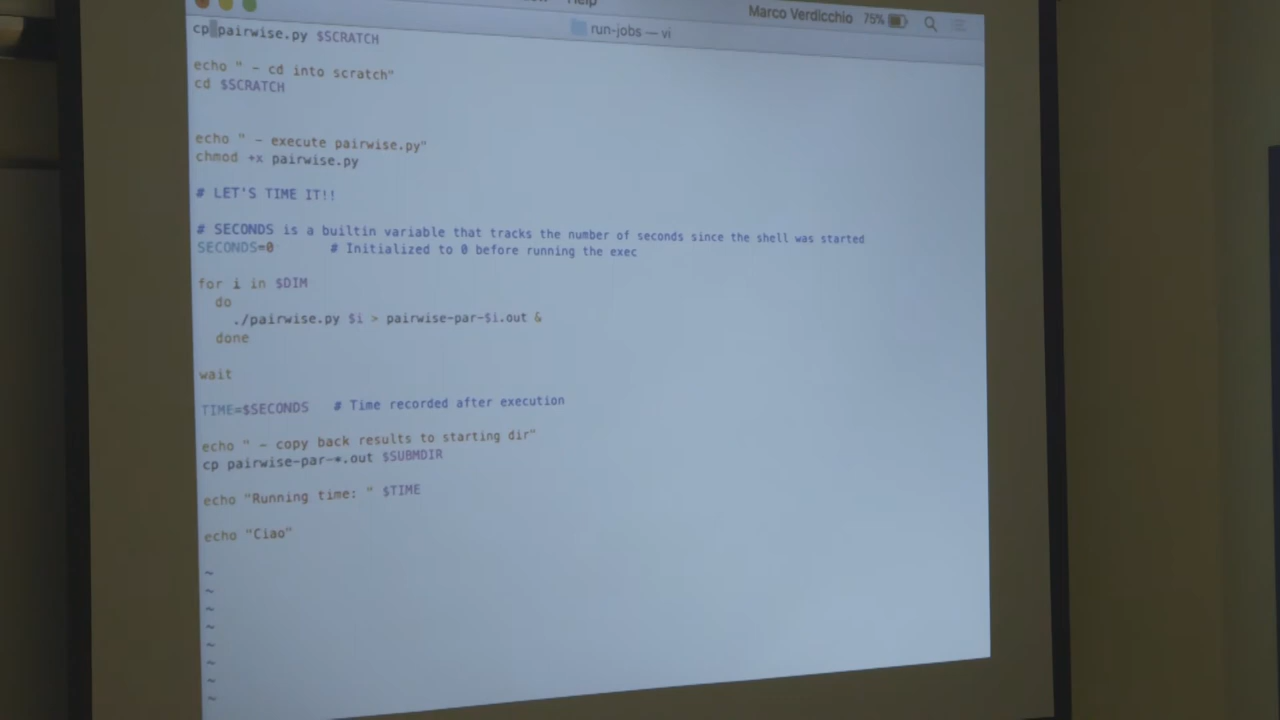 Help
Marco Verdicchio 75%
run-jobs — vi
cp pairwise.py $SCRATCH
echo " - cd into scratch"
cd $SCRATCH
echo " - execute pairwise.py"
chmod +x pairwise.py
# LET'S TIME IT!!
# SECONDS is a builtin variable that tracks the number of seconds since the shell was started
SECONDS=0 # Initialized to 0 before running the exec
for i in $DIM
do
./pairwise.py $i > pairwise-par-$i.out &
done
wait
TIME=$SECONDS # Time recorded after execution
echo " - copy back results to starting dir"
cp pairwise-par-*.out $SUBMDIR
echo "Running time: " $TIME
echo "Ciao"
~
~
~
~
~
~
~
~